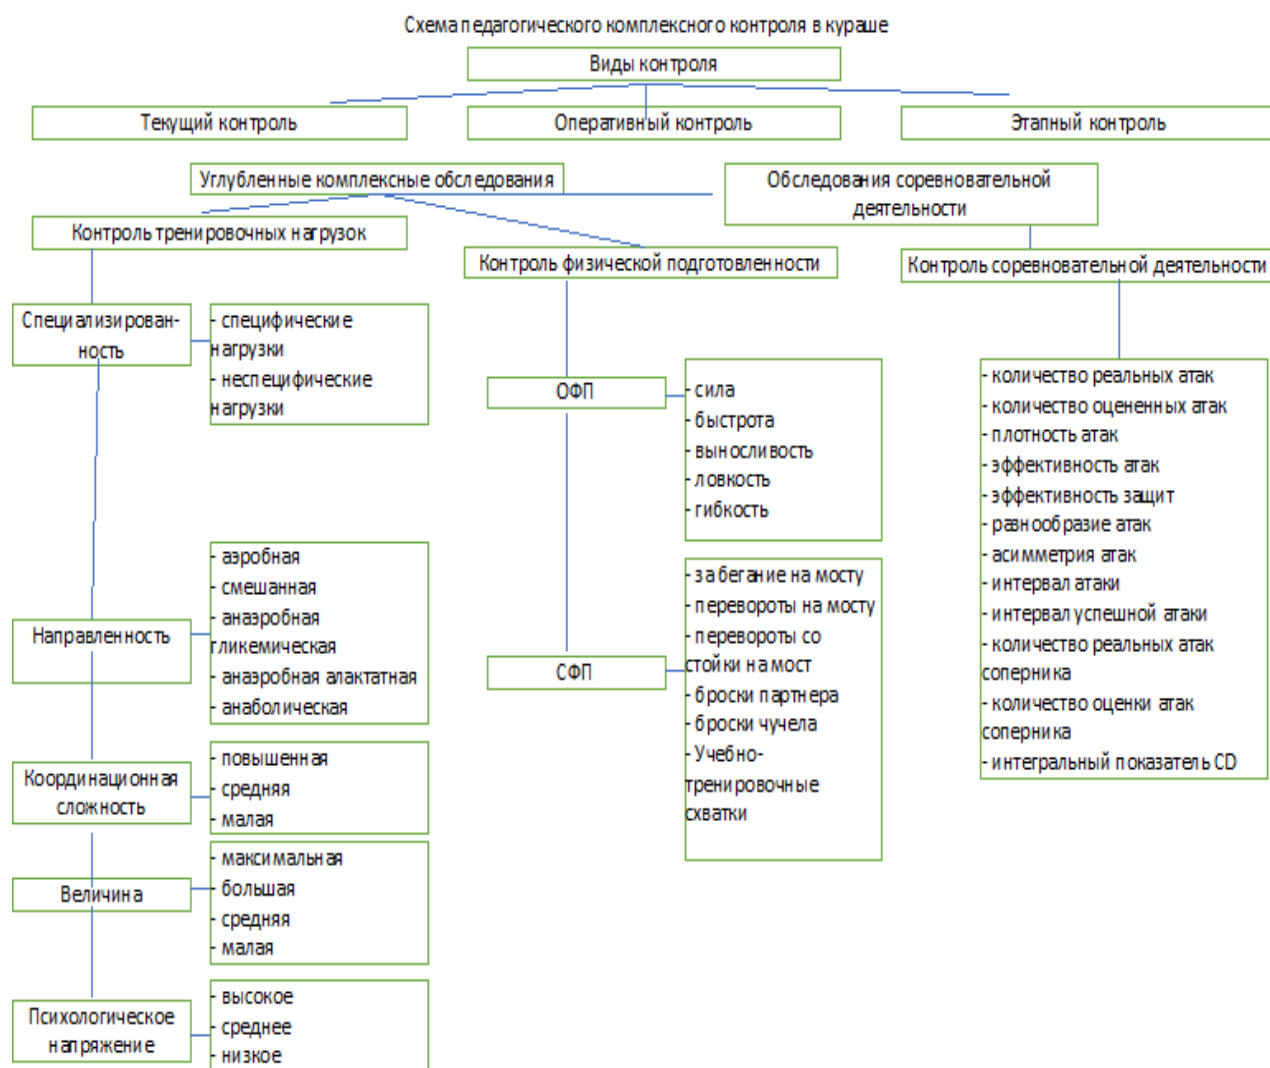 Схема педагогического комплексного контроля в кураше
Виды контроля
Текущий контроль
Оперативный контроль
Этапный контроль
Углубленные комплексные обследования
Обследования соревновательной
деятельности
Контроль тренировочных нагрузок
Контроль физической подготовленности
Контроль соревновательной деятельности
Специализирован-
ность
- специфические
нагрузки
- неспецифические
нагрузки
Направленность
- аэробная
- смешанная
- анаэробная
гликемическая
- анаэробная алактатная
- анаболическая
Координационная
сложность
- повышенная
- средняя
- малая
Величина
- максимальная
- большая
- средняя
- малая
Психологическое
напряжение
- высокое
- среднее
- низкое
ОФП
- сила
- быстрота
- выносливость
- ловкость
- гибкость
СФП
- забегание на мосту
- перевороты на мосту
- перевороты со
стойки на мост
- броски партнера
- броски чучела
- Учебно-
тренировочные
схватки
- количество реальных атак
- количество оцененных атак
- плотность атак
- эффективность атак
- эффективность защит
- разнообразие атак
- асимметрия атак
- интервал атаки
- интервал успешной атаки
- количество реальных атак
соперника
- количество оценки атак
соперника
- интегральный показатель CD